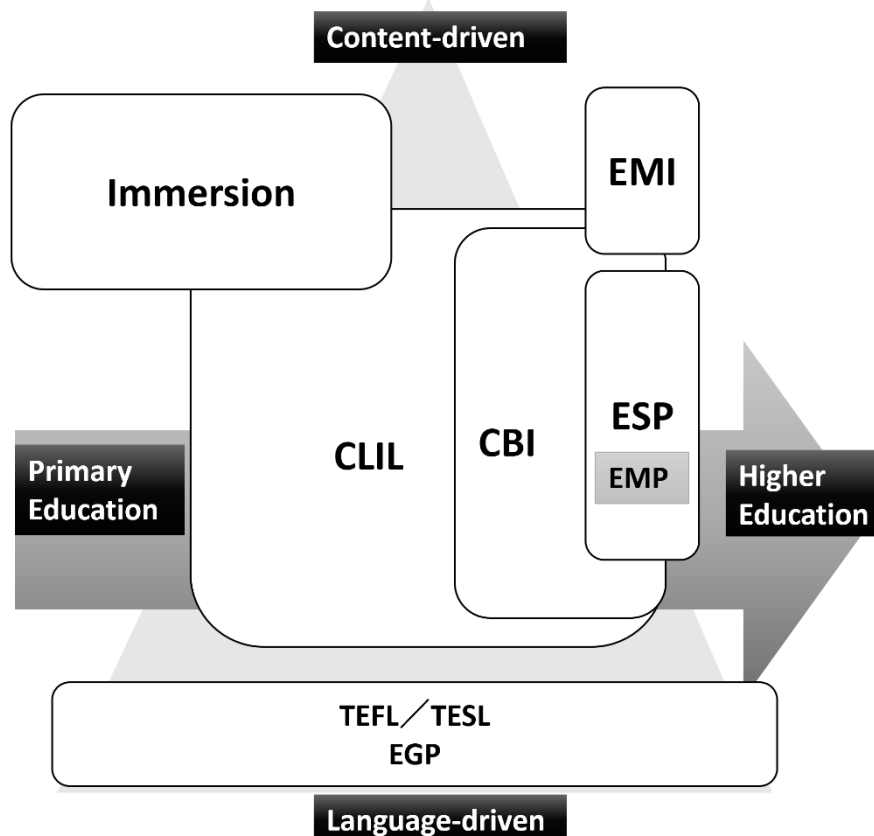 Content-driven
Immersion
EMI
CLIL
CBI
ESP
EMP
Primary
Education
Higher
Education
TEFL／TESL
EGP
Language-driven